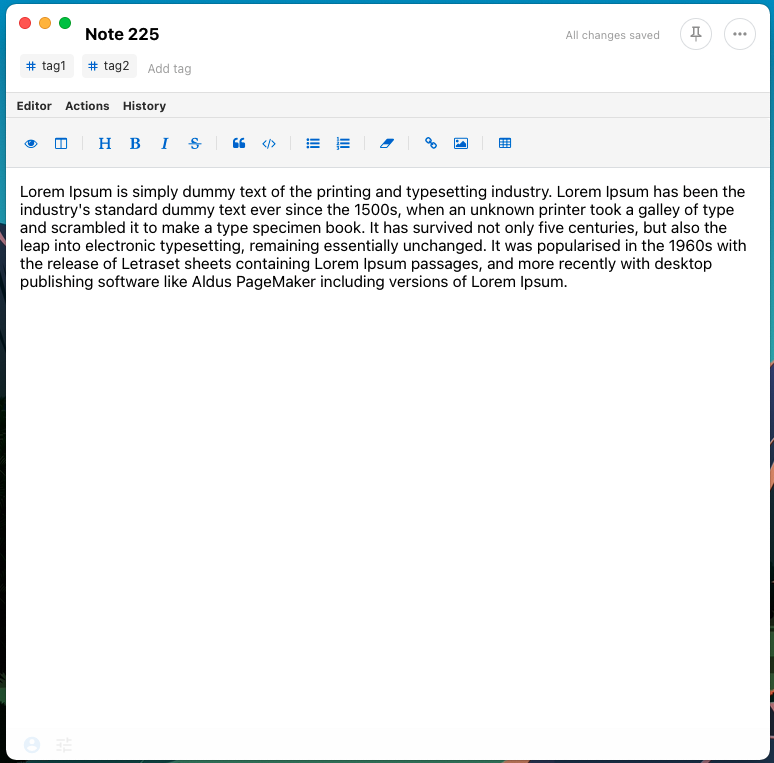 Note 225
All changes saved
# tag1 # tag2 Add tag
Editor Actions History
H B I S </>
Lorem Ipsum is simply dummy text of the printing and typesetting industry. Lorem Ipsum has been the
industry's standard dummy text ever since the 1500s, when an unknown printer took a galley of type
and scrambled it to make a type specimen book. It has survived not only five centuries, but also the
leap into electronic typesetting, remaining essentially unchanged. It was popularised in the 1960s with
the release of Letraset sheets containing Lorem Ipsum passages, and more recently with desktop
publishing software like Aldus PageMaker including versions of Lorem Ipsum.